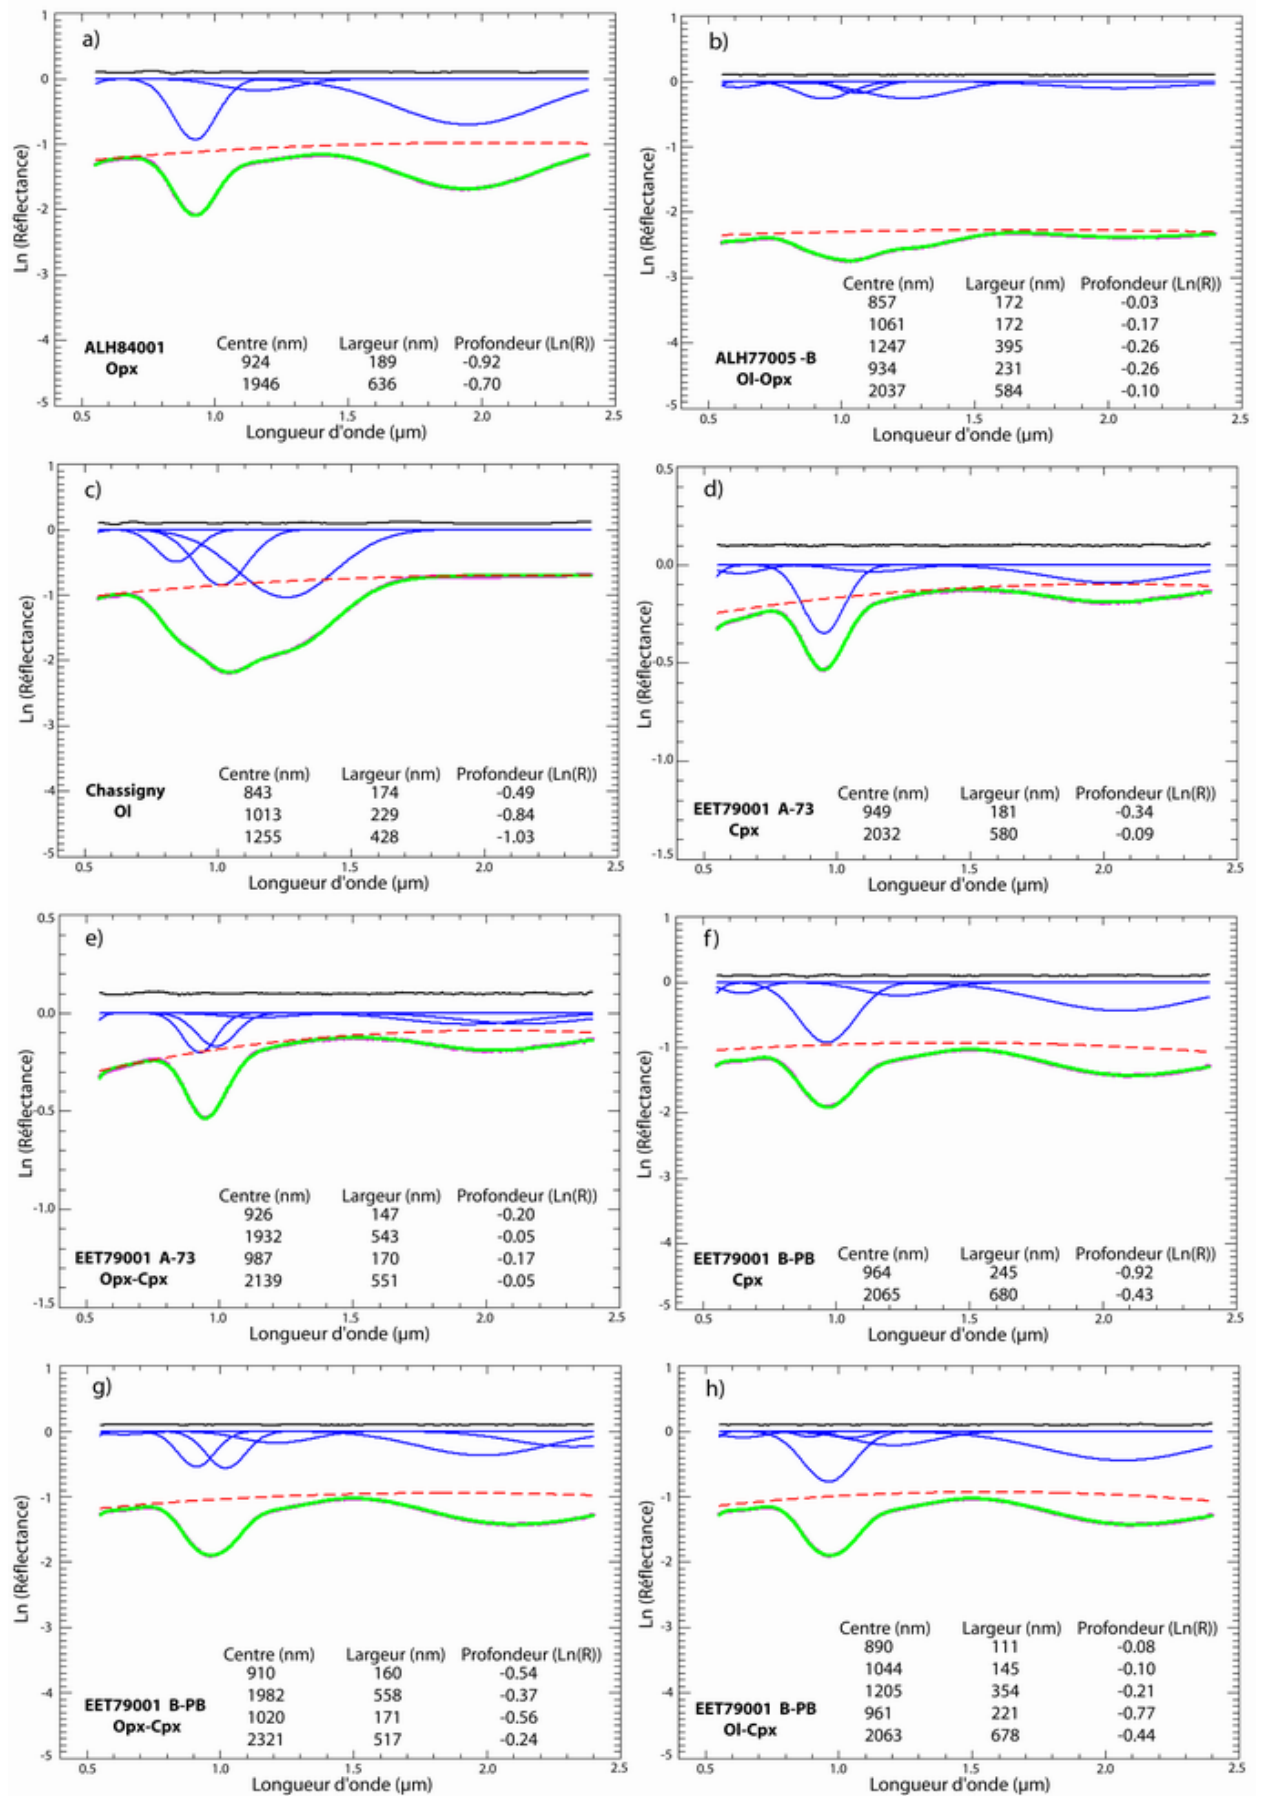 a)
1
0
-1
-2
-3
-4
-5
Ln (Réflectance)
ALH84001
Opx
Centre (nm) Largeur (nm) Profondeur (Ln(R))
924 189 -0.92
1946 636 -0.70
0.5 1.0 1.5 2.0 2.5
Longueur d'onde (µm)
b)
1
0
-1
-2
-3
-4
-5
Ln (Réflectance)
Centre (nm) Largeur (nm) Profondeur (Ln(R))
857 172 -0.03
1061 172 -0.17
1247 395 -0.26
934 231 -0.26
2037 584 -0.10
ALH77005 -B
Ol-Opx
0.5 1.0 1.5 2.0 2.5
Longueur d'onde (µm)
c)
1
0
-1
-2
-3
-4
-5
Ln (Réflectance)
Centre (nm) Largeur (nm) Profondeur (Ln(R))
843 174 -0.49
1013 229 -0.84
1255 428 -1.03
Chassigny
Ol
0.5 1.0 1.5 2.0 2.5
Longueur d'onde (µm)
d)
0.5
0.0
-0.5
-1.0
-1.5
Ln (Réflectance)
Centre (nm) Largeur (nm) Profondeur (Ln(R))
949 181 -0.34
2032 580 -0.09
EET79001 A-73
Cpx
0.5 1.0 1.5 2.0 2.5
Longueur d'onde (µm)
e)
0.5
0.0
-0.5
-1.0
-1.5
Ln (Réflectance)
Centre (nm) Largeur (nm) Profondeur (Ln(R))
926 147 -0.20
1932 543 -0.05
987 170 -0.17
2139 551 -0.05
EET79001 A-73
Opx-Cpx
0.5 1.0 1.5 2.0 2.5
Longueur d'onde (µm)
f)
1
0
-1
-2
-3
-4
-5
Ln (Réflectance)
Centre (nm) Largeur (nm) Profondeur (Ln(R))
964 245 -0.92
2065 680 -0.43
EET79001 B-PB
Cpx
0.5 1.0 1.5 2.0 2.5
Longueur d'onde (µm)
g)
1
0
-1
-2
-3
-4
-5
Ln (Réflectance)
Centre (nm) Largeur (nm) Profondeur (Ln(R))
910 160 -0.54
1982 558 -0.37
1020 171 -0.56
2321 517 -0.24
EET79001 B-PB
Opx-Cpx
0.5 1.0 1.5 2.0 2.5
Longueur d'onde (µm)
h)
1
0
-1
-2
-3
-4
-5
Ln (Réflectance)
Centre (nm) Largeur (nm) Profondeur (Ln(R))
890 111 -0.08
1044 145 -0.10
1205 354 -0.21
961 221 -0.77
2063 678 -0.44
EET79001 B-PB
Ol-Cpx
0.5 1.0 1.5 2.0 2.5
Longueur d'onde (µm)